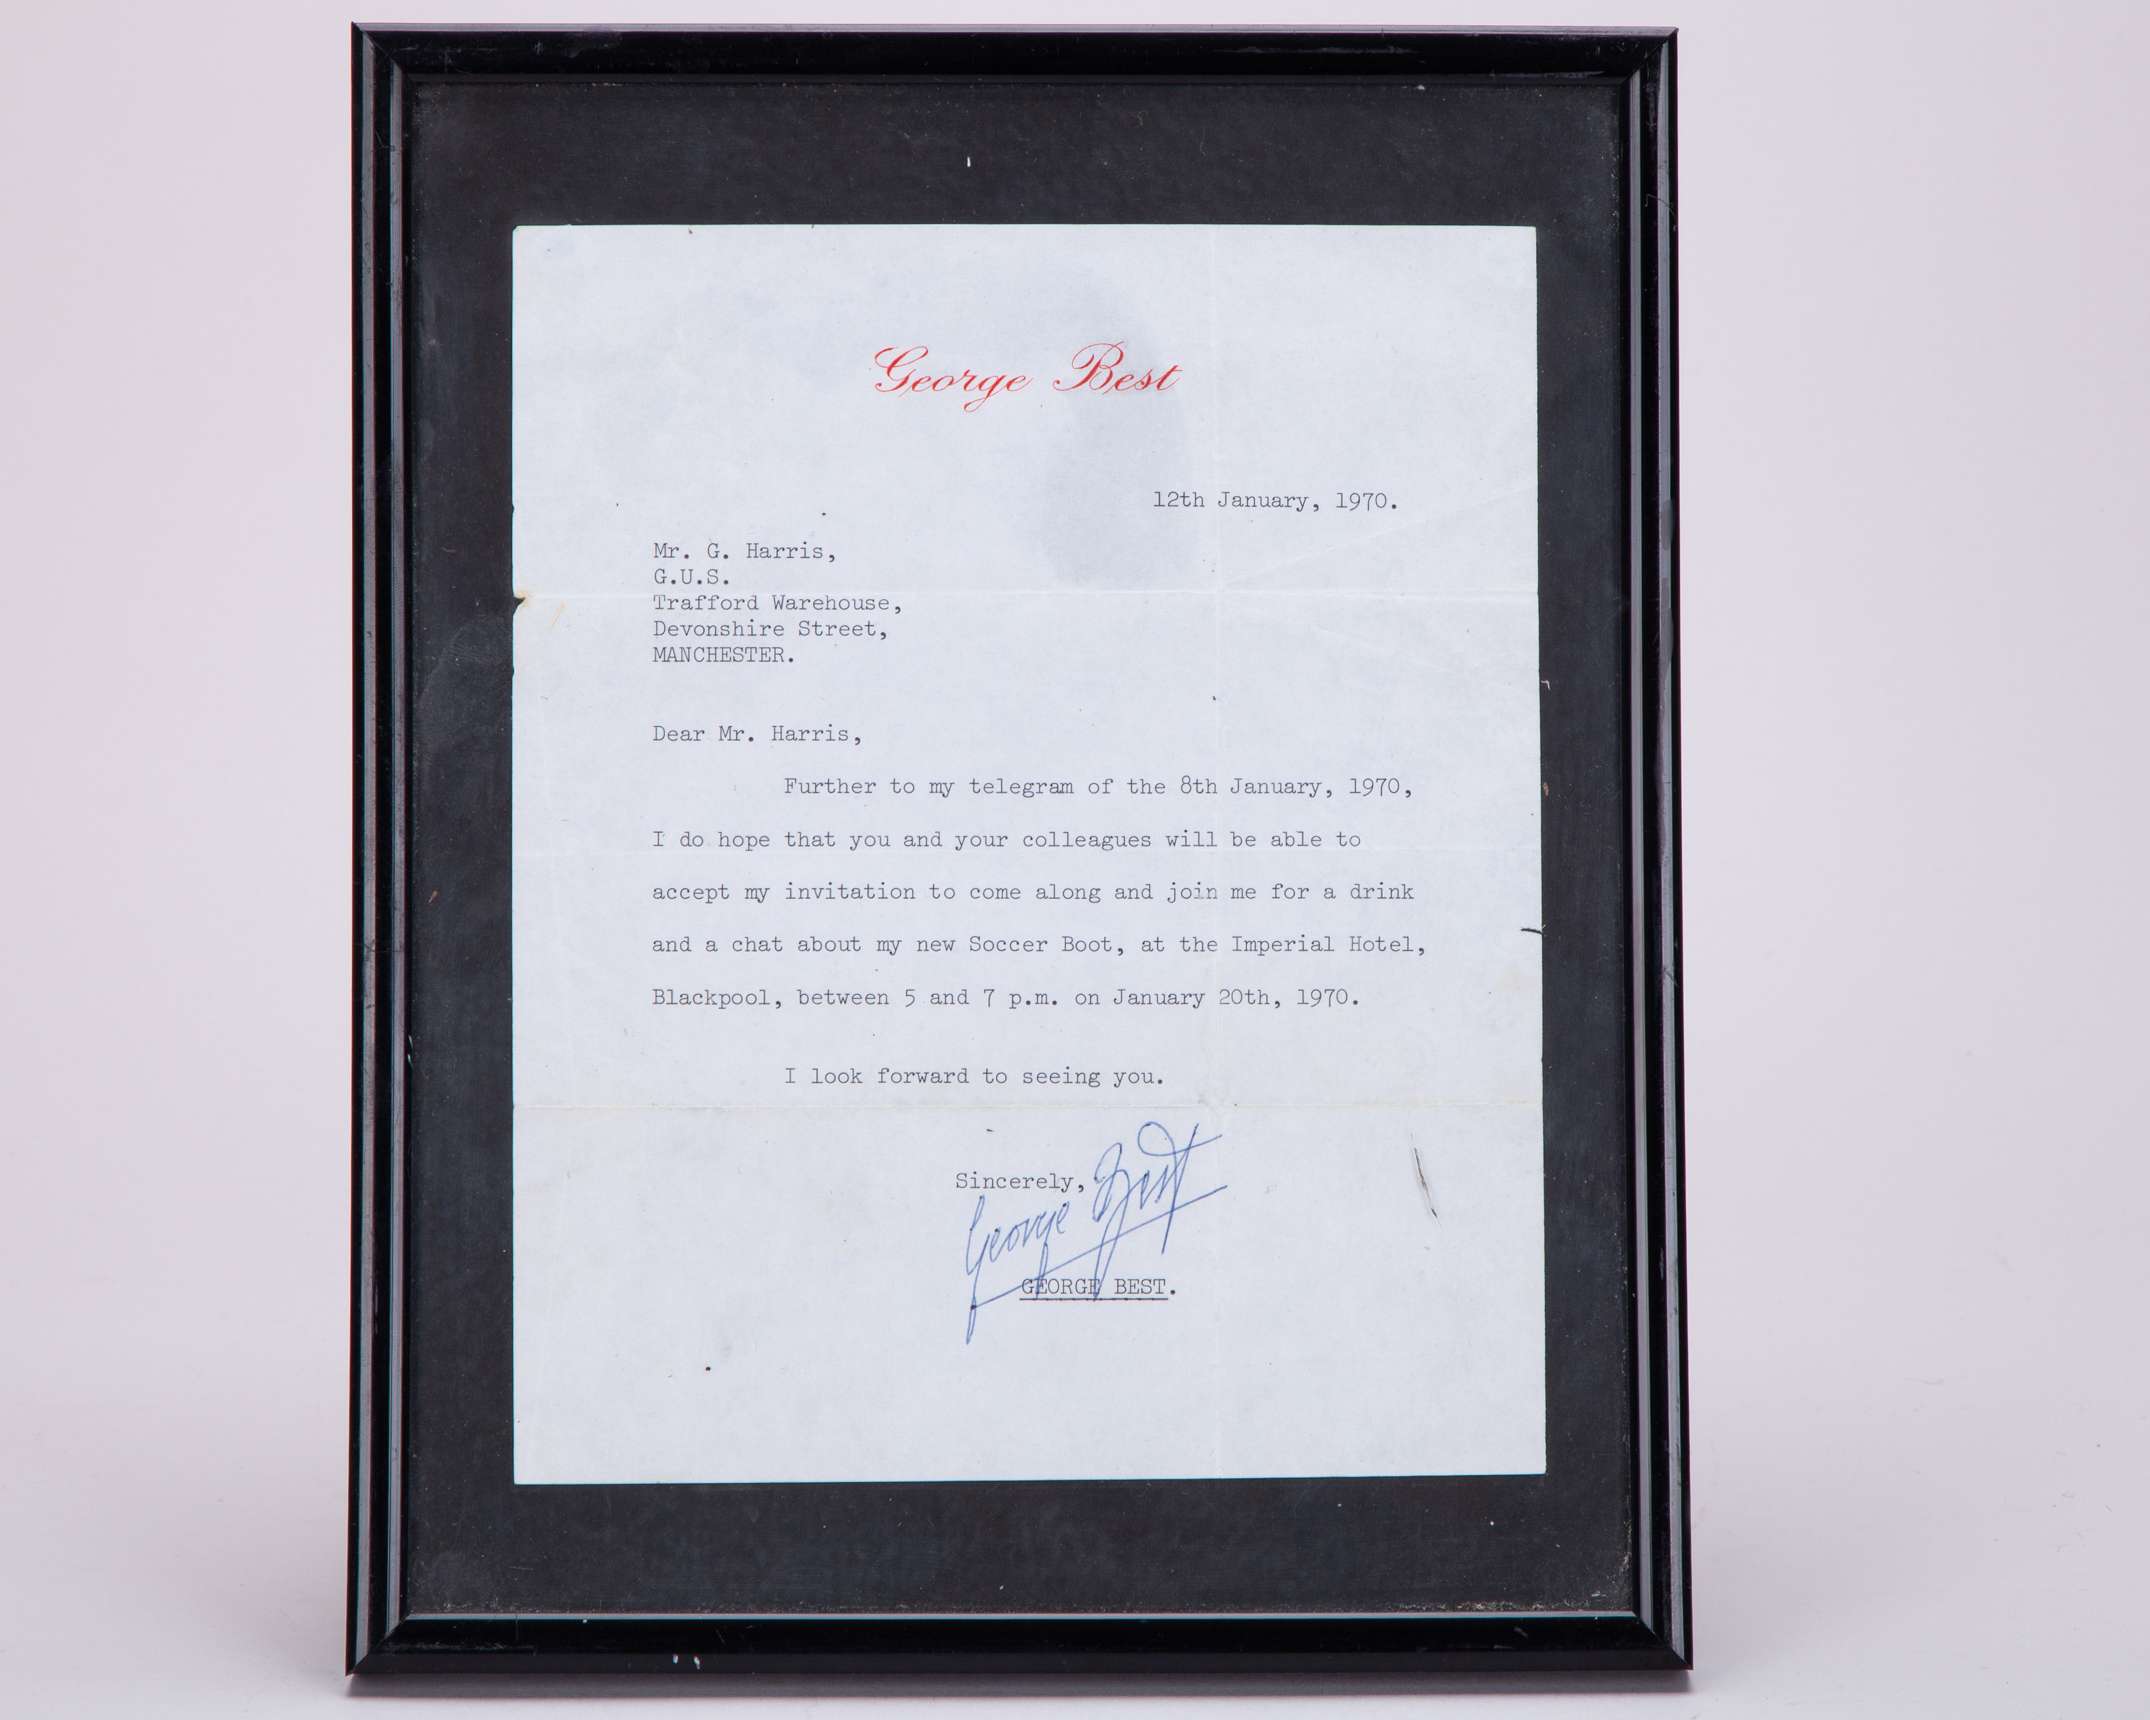 George Best
12th January, 1970.
Mr. G. Harris,
G.U.S.
Trafford Warehouse,
Devonshire Street,
MANCHESTER.
Dear Mr. Harris,
Further to my telegram of the 8th January, 1970,
I do hope that you and your colleagues will be able to
accept my invitation to come along and join me for a drink
and a chat about my new Soccer Boot, at the Imperial Hotel,
Blackpool, between 5 and 7 p.m. on January 20th, 1970.
I look forward to seeing you.
Sincerely,
George Best
GEORGE BEST.